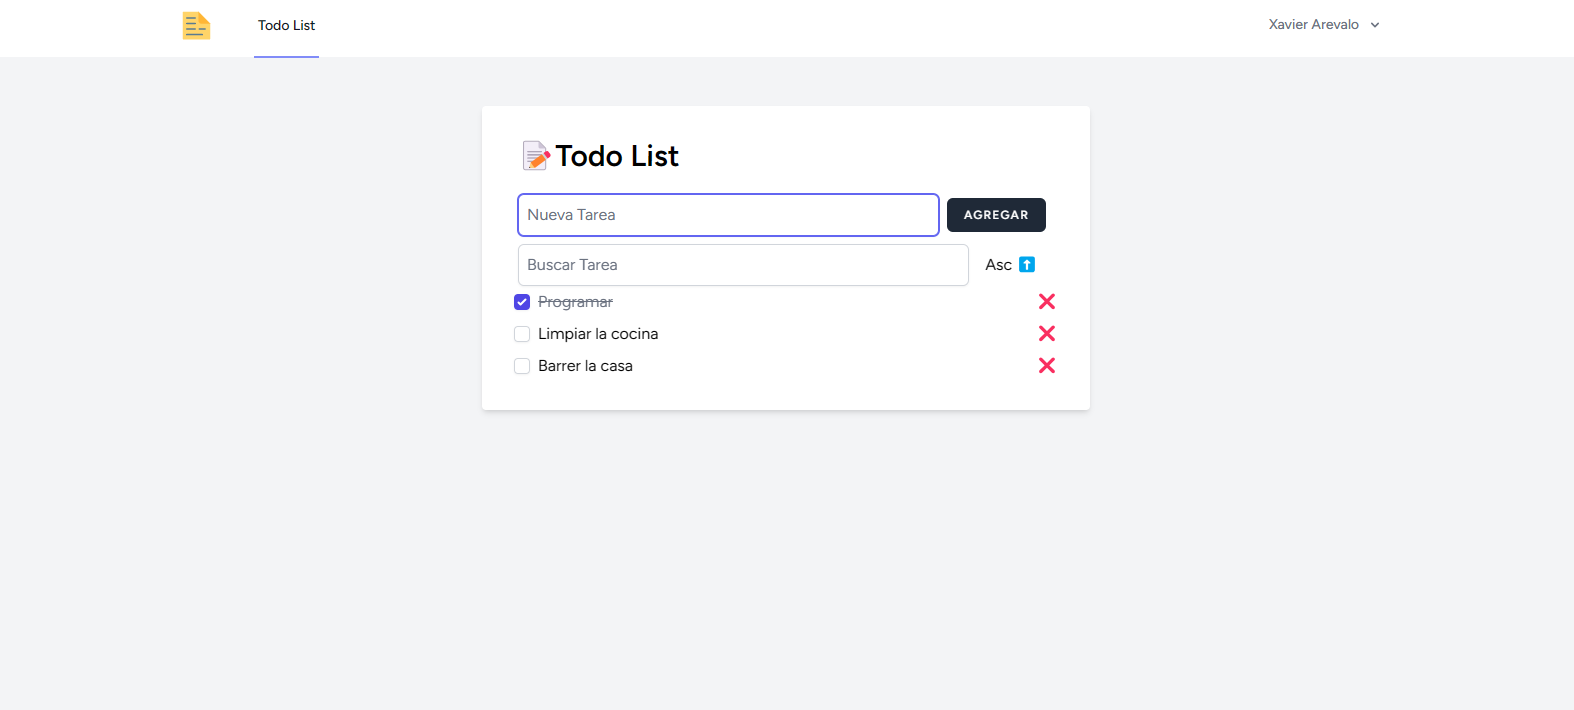 Todo List
Xavier Arevalo
Todo List
Nueva Tarea
AGREGAR
Buscar Tarea
Asc
Programar
Limpiar la cocina
Barrer la casa